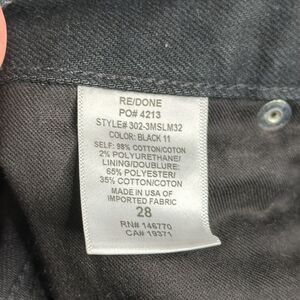 RE/DONE
PO# 4213
STYLE# 302-3MSLM32
COLOR: BLACK 11
SELF: 98% COTTON/COTON
2% POLYURETHANE/
LINING/DOUBLURE:
65% POLYESTER/
35% COTTON/COTON
MADE IN USA OF
IMPORTED FABRIC
28
RN# 146770
CA# 19371